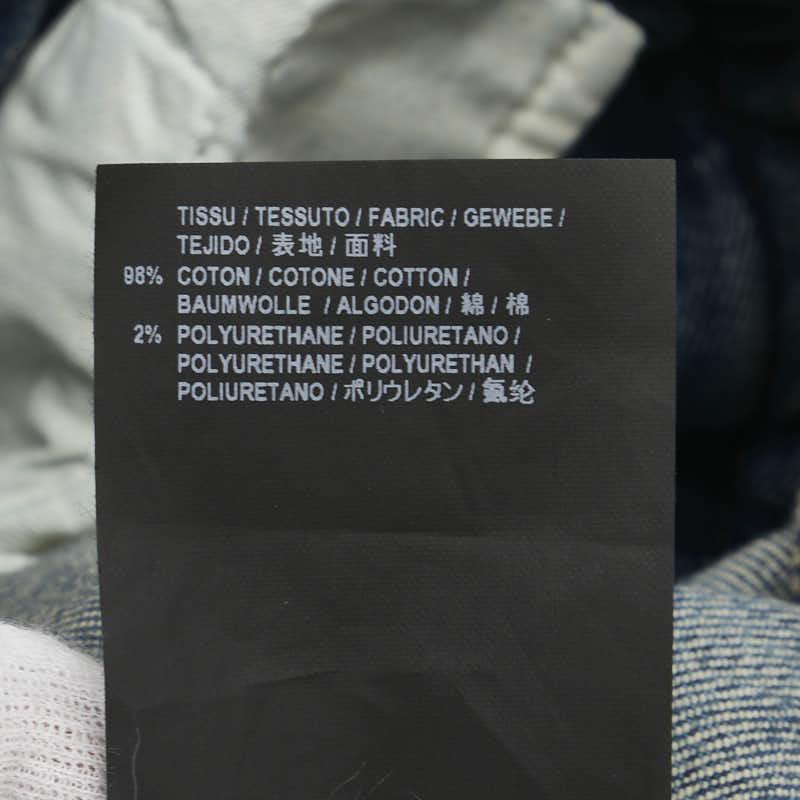 TISSU / TESSUTO / FABRIC / GEWEBE /
TEJIDO / 表地 / 面料
98% COTON / COTONE / COTTON /
BAUMWOLLE / ALGODON / 綿 / 棉
2% POLYURETHANE / POLIURETANO /
POLYURETHANE / POLYURETHAN /
POLIURETANO / ポリウレタン / 氨纶